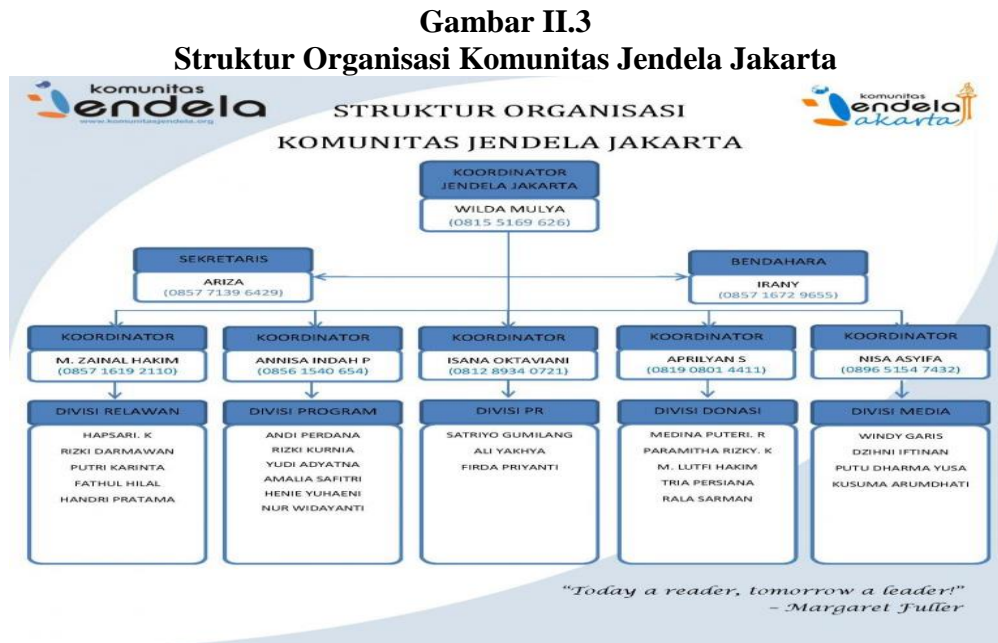 Gambar II.3
Struktur Organisasi Komunitas Jendela Jakarta
komunitas
Jendela
www.komunitasjendela.org
komunitas
Jendela
Jakarta
STRUKTUR ORGANISASI
KOMUNITAS JENDELA JAKARTA
KOORDINATOR
JENDELA JAKARTA
WILDA MULYA
(0815 5169 626)
SEKRETARIS
ARIZA
(0857 7139 6429)
BENDAHARA
IRANY
(0857 1672 9655)
KOORDINATOR
M. ZAINAL HAKIM
(0857 1619 2110)
KOORDINATOR
ANNISA INDAH P
(0856 1540 654)
KOORDINATOR
ISANA OKTAVIANI
(0812 8934 0721)
KOORDINATOR
APRILYAN S
(0819 0801 4411)
KOORDINATOR
NISA ASYIFA
(0896 5154 7432)
DIVISI RELAWAN
HAPSARI. K
RIZKI DARMAWAN
PUTRI KARINTA
FATHUL HILAL
HANDRI PRATAMA
DIVISI PROGRAM
ANDI PERDANA
RIZKI KURNIA
YUDI ADYATNA
AMALIA SAFITRI
HENIE YUHAENI
NUR WIDAYANTI
DIVISI PR
SATRIYO GUMILANG
ALI YAKHYA
FIRDA PRIYANTI
DIVISI DONASI
MEDINA PUTERI. R
PARAMITHA RIZKY. K
M. LUTFI HAKIM
TRIA PERSIANA
RALA SARMAN
DIVISI MEDIA
WINDY GARIS
DZIHNI IFTINAN
PUTU DHARMA YUSA
KUSUMA ARUMDHATI
“Today a reader, tomorrow a leader!”
– Margaret Fuller